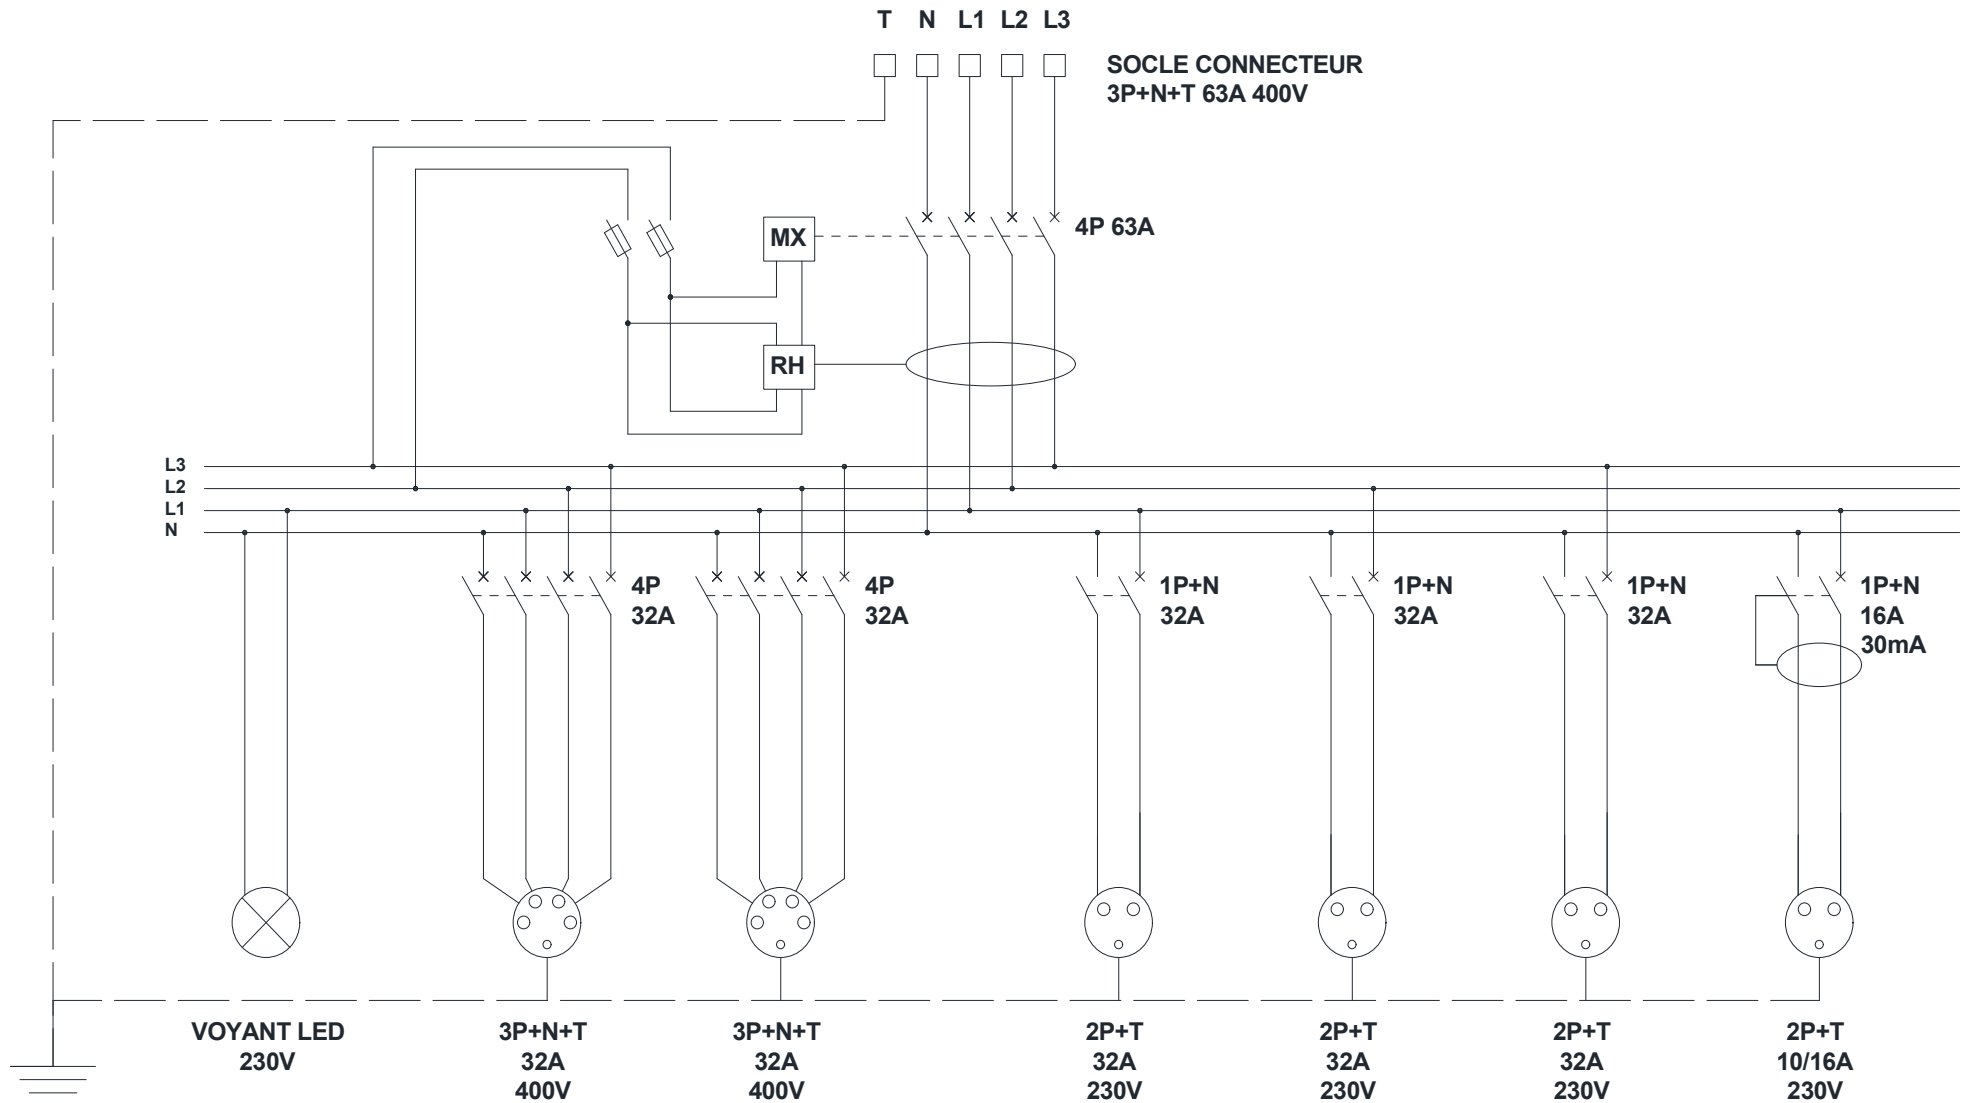 T N L1 L2 L3
SOCLE CONNECTEUR
3P+N+T 63A 400V
MX
4P 63A
RH
L3
L2
L1
N
4P
32A
4P
32A
1P+N
32A
1P+N
32A
1P+N
32A
1P+N
16A
30mA
VOYANT LED
230V
3P+N+T
32A
400V
3P+N+T
32A
400V
2P+T
32A
230V
2P+T
32A
230V
2P+T
32A
230V
2P+T
10/16A
230V